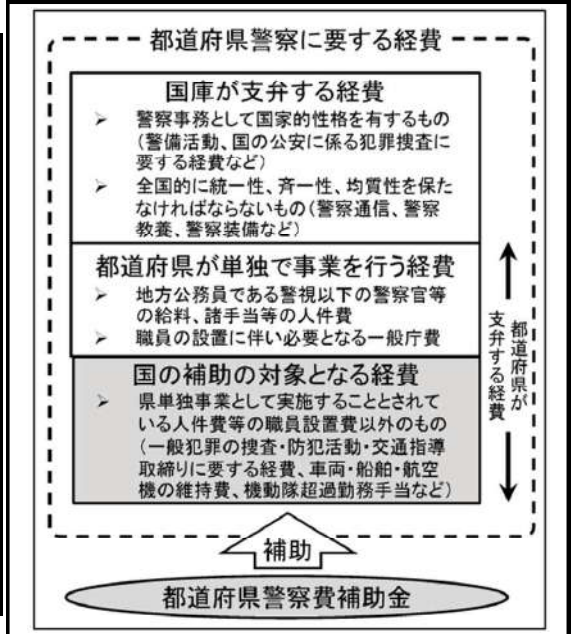 都道府県警察に要する経費
国庫が支弁する経費
➢ 警察事務として国家的性格を有するもの
(警備活動、国の公安に係る犯罪捜査に
要する経費など)
➢ 全国的に統一性、斉一性、均質性を保た
なければならないもの(警察通信、警察
教養、警察装備など)
都道府県が単独で事業を行う経費
➢ 地方公務員である警視以下の警察官等
の給料、諸手当等の人件費
➢ 職員の設置に伴い必要となる一般庁費
国の補助の対象となる経費
➢ 県単独事業として実施することとされて
いる人件費等の職員設置費以外のもの
(一般犯罪の捜査・防犯活動・交通指導
取締りに要する経費、車両・船舶・航空
機の維持費、機動隊超過勤務手当など)
都道府県が
支弁する経費
補助
都道府県警察費補助金